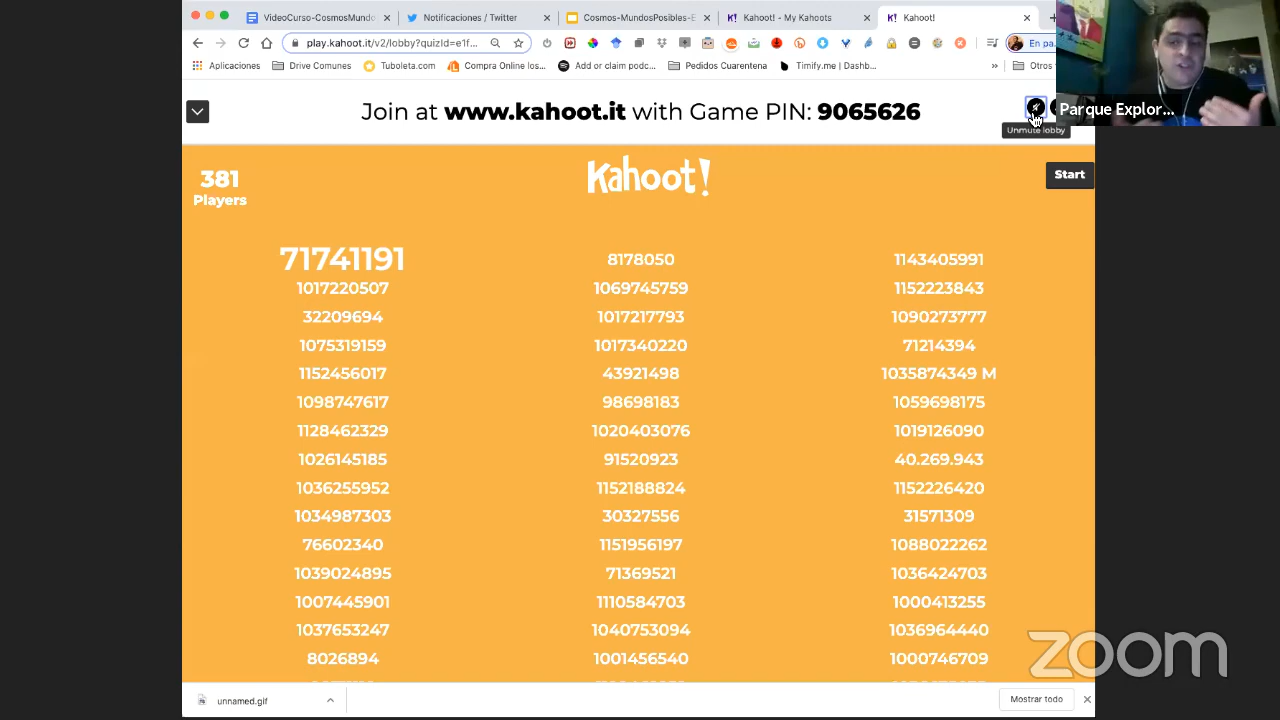 VideoCurso-CosmosMundo
Notificaciones / Twitter
Cosmos-MundosPosibles-E
Kahoot! - My Kahoots
Kahoot!
play.kahoot.it/v2/lobby?quizId=e1f...
En pa
Aplicaciones
Drive Comunes
Tuboleta.com
Compra Online los...
Add or claim podc...
Pedidos Cuarentena
Timify.me | Dashb...
»
Otros
Join at www.kahoot.it with Game PIN: 9065626
Parque Explor...
Unmute lobby
381
Players
Kahoot!
Start
71741191 8178050 1143405991
1017220507 1069745759 1152223843
32209694 1017217793 1090273777
1075319159 1017340220 71214394
1152456017 43921498 1035874349 M
1098747617 98698183 1059698175
1128462329 1020403076 1019126090
1026145185 91520923 40.269.943
1036255952 1152188824 1152226420
1034987303 30327556 31571309
76602340 1151956197 1088022262
1039024895 71369521 1036424703
1007445901 1110584703 1000413255
1037653247 1040753094 1036964440
8026894 1001456540 1000746709
zoom
unnamed.gif
Mostrar todo